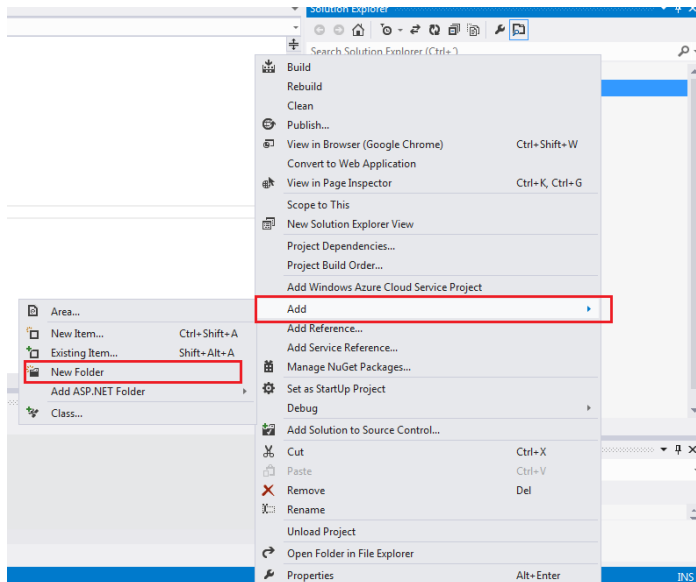 Solution Explorer
Search Solution Explorer (Ctrl+')
Build
Rebuild
Clean
Publish...
View in Browser (Google Chrome) Ctrl+Shift+W
Convert to Web Application
View in Page Inspector Ctrl+K, Ctrl+G
Scope to This
New Solution Explorer View
Project Dependencies...
Project Build Order...
Add Windows Azure Cloud Service Project
Add
Add Reference...
Add Service Reference...
Manage NuGet Packages...
Set as StartUp Project
Debug
Add Solution to Source Control...
Cut Ctrl+X
Paste Ctrl+V
Remove Del
Rename
Unload Project
Open Folder in File Explorer
Properties Alt+Enter
Area...
New Item... Ctrl+Shift+A
Existing Item... Shift+Alt+A
New Folder
Add ASP.NET Folder
Class...
INS